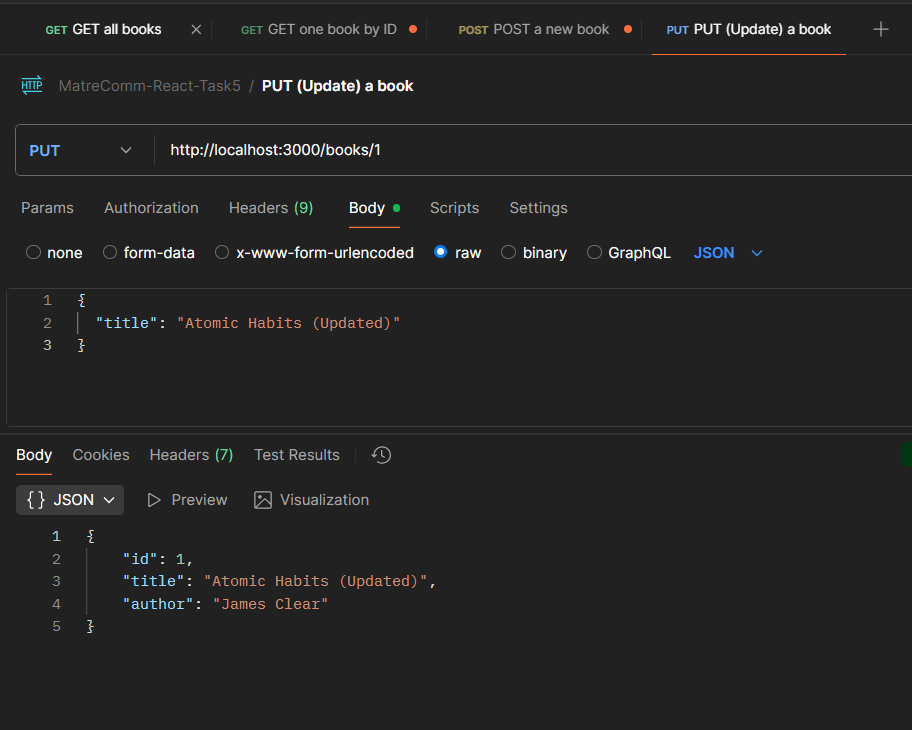 GET GET all books GET GET one book by ID POST POST a new book PUT PUT (Update) a book
HTTP MatreComm-React-Task5 / PUT (Update) a book
PUT http://localhost:3000/books/1
Params Authorization Headers (9) Body Scripts Settings
none form-data x-www-form-urlencoded raw binary GraphQL JSON
1 {
2 "title": "Atomic Habits (Updated)"
3 }
Body Cookies Headers (7) Test Results
{} JSON Preview Visualization
1 {
2 "id": 1,
3 "title": "Atomic Habits (Updated)",
4 "author": "James Clear"
5 }